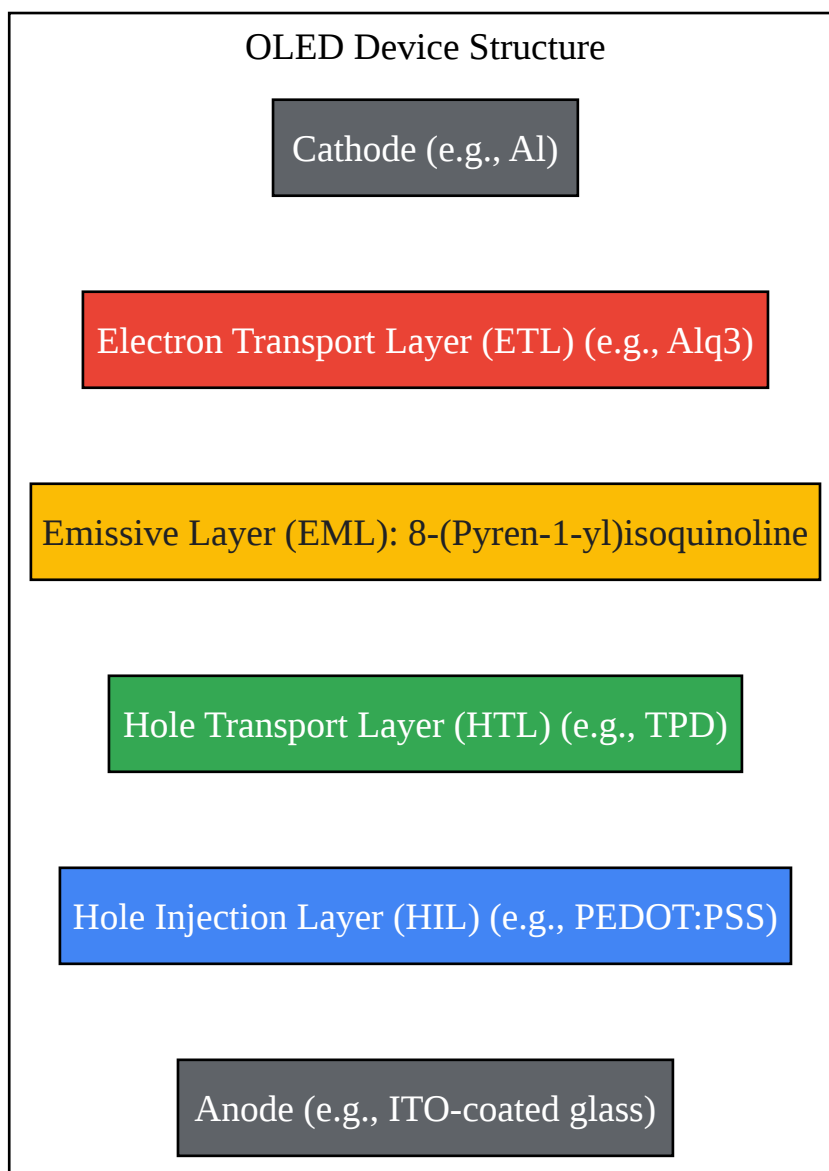 OLED Device Structure
Cathode (e.g., Al)
Electron Transport Layer (ETL) (e.g., Alq3)
Emissive Layer (EML): 8-(Pyren-1-yl)isoquinoline
Hole Transport Layer (HTL) (e.g., TPD)
Hole Injection Layer (HIL) (e.g., PEDOT:PSS)
Anode (e.g., ITO-coated glass)